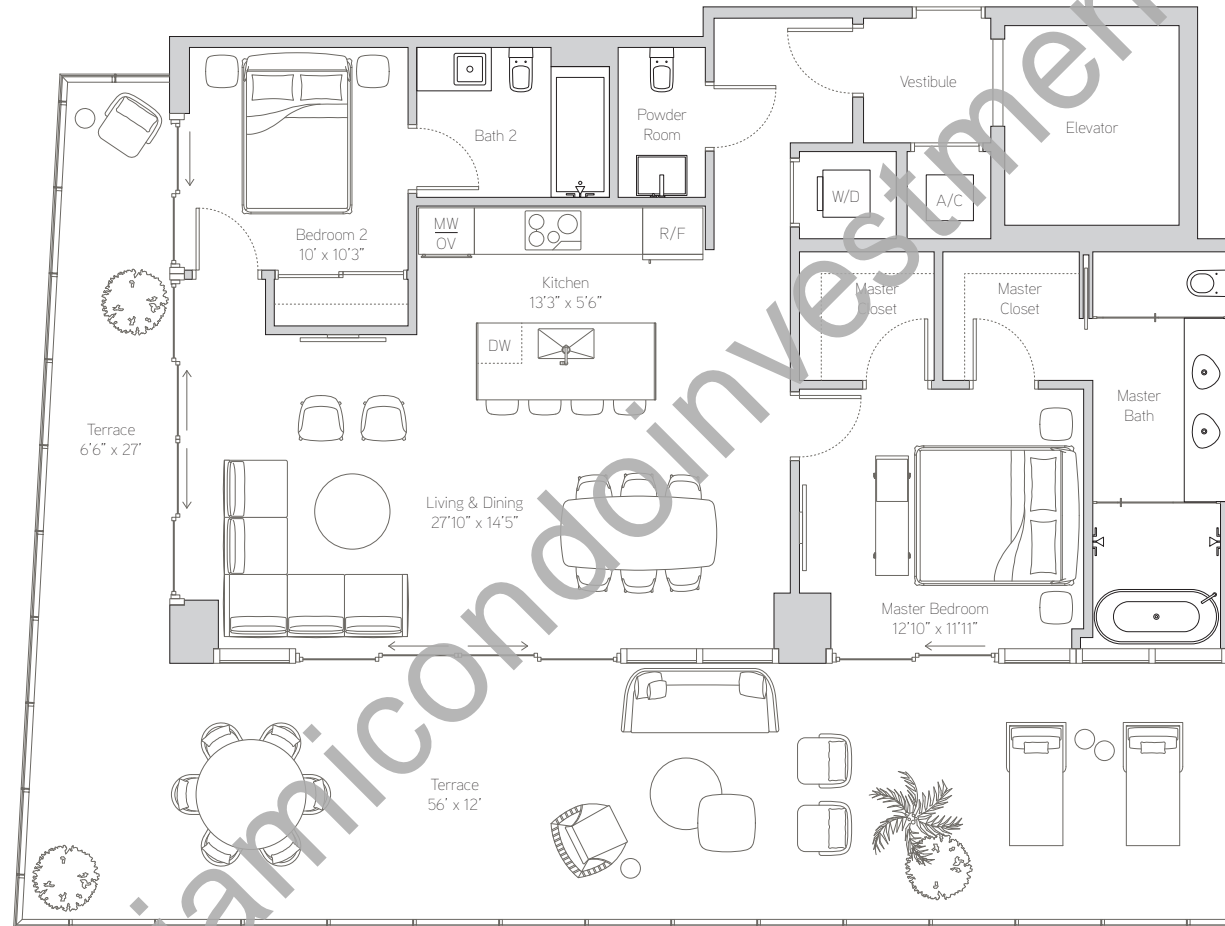 Vestibule
Elevator
Powder
Room
Bath 2
W/D
A/C
MW
OV
R/F
Bedroom 2
10' x 10'3"
Kitchen
13'3" x 5'6"
Master
Closet
Master
Closet
DW
Master
Bath
Terrace
6'6" x 27'
Living & Dining
27'10" x 14'5"
Master Bedroom
12'10" x 11'11"
Terrace
56' x 12'
iamicondoinvestmen